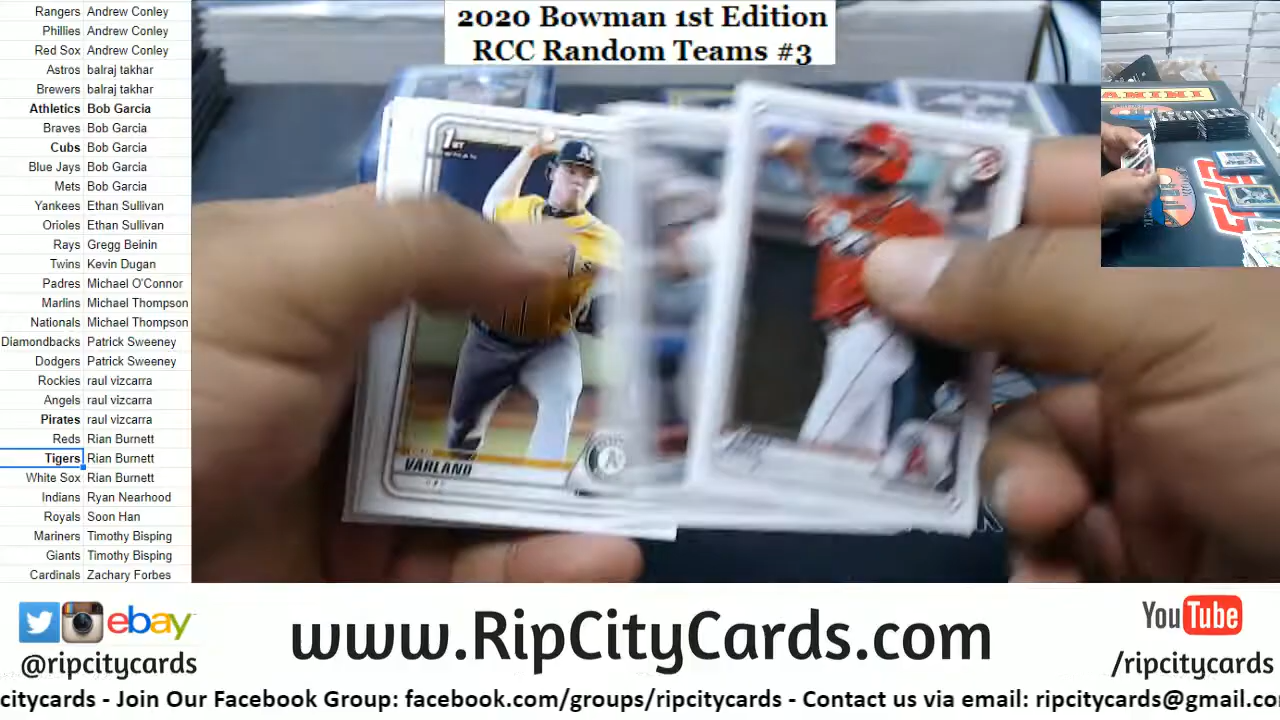 2020 Bowman 1st Edition
RCC Random Teams #3
Rangers Andrew Conley
Phillies Andrew Conley
Red Sox Andrew Conley
Astros balraj takhar
Brewers balraj takhar
Athletics Bob Garcia
Braves Bob Garcia
Cubs Bob Garcia
Blue Jays Bob Garcia
Mets Bob Garcia
Yankees Ethan Sullivan
Orioles Ethan Sullivan
Rays Gregg Beinin
Twins Kevin Dugan
Padres Michael O'Connor
Marlins Michael Thompson
Nationals Michael Thompson
Diamondbacks Patrick Sweeney
Dodgers Patrick Sweeney
Rockies raul vizcarra
Angels raul vizcarra
Pirates raul vizcarra
Reds Rian Burnett
Tigers Rian Burnett
White Sox Rian Burnett
Indians Ryan Nearhood
Royals Soon Han
Mariners Timothy Bisping
Giants Timothy Bisping
Cardinals Zachary Forbes
1ST
A's
VARLAND
A's
A
PANINI
ebay
@ripcitycards
www.RipCityCards.com
YouTube
/ripcitycards
citycards - Join Our Facebook Group: facebook.com/groups/ripcitycards - Contact us via email: ripcitycards@gmail.co